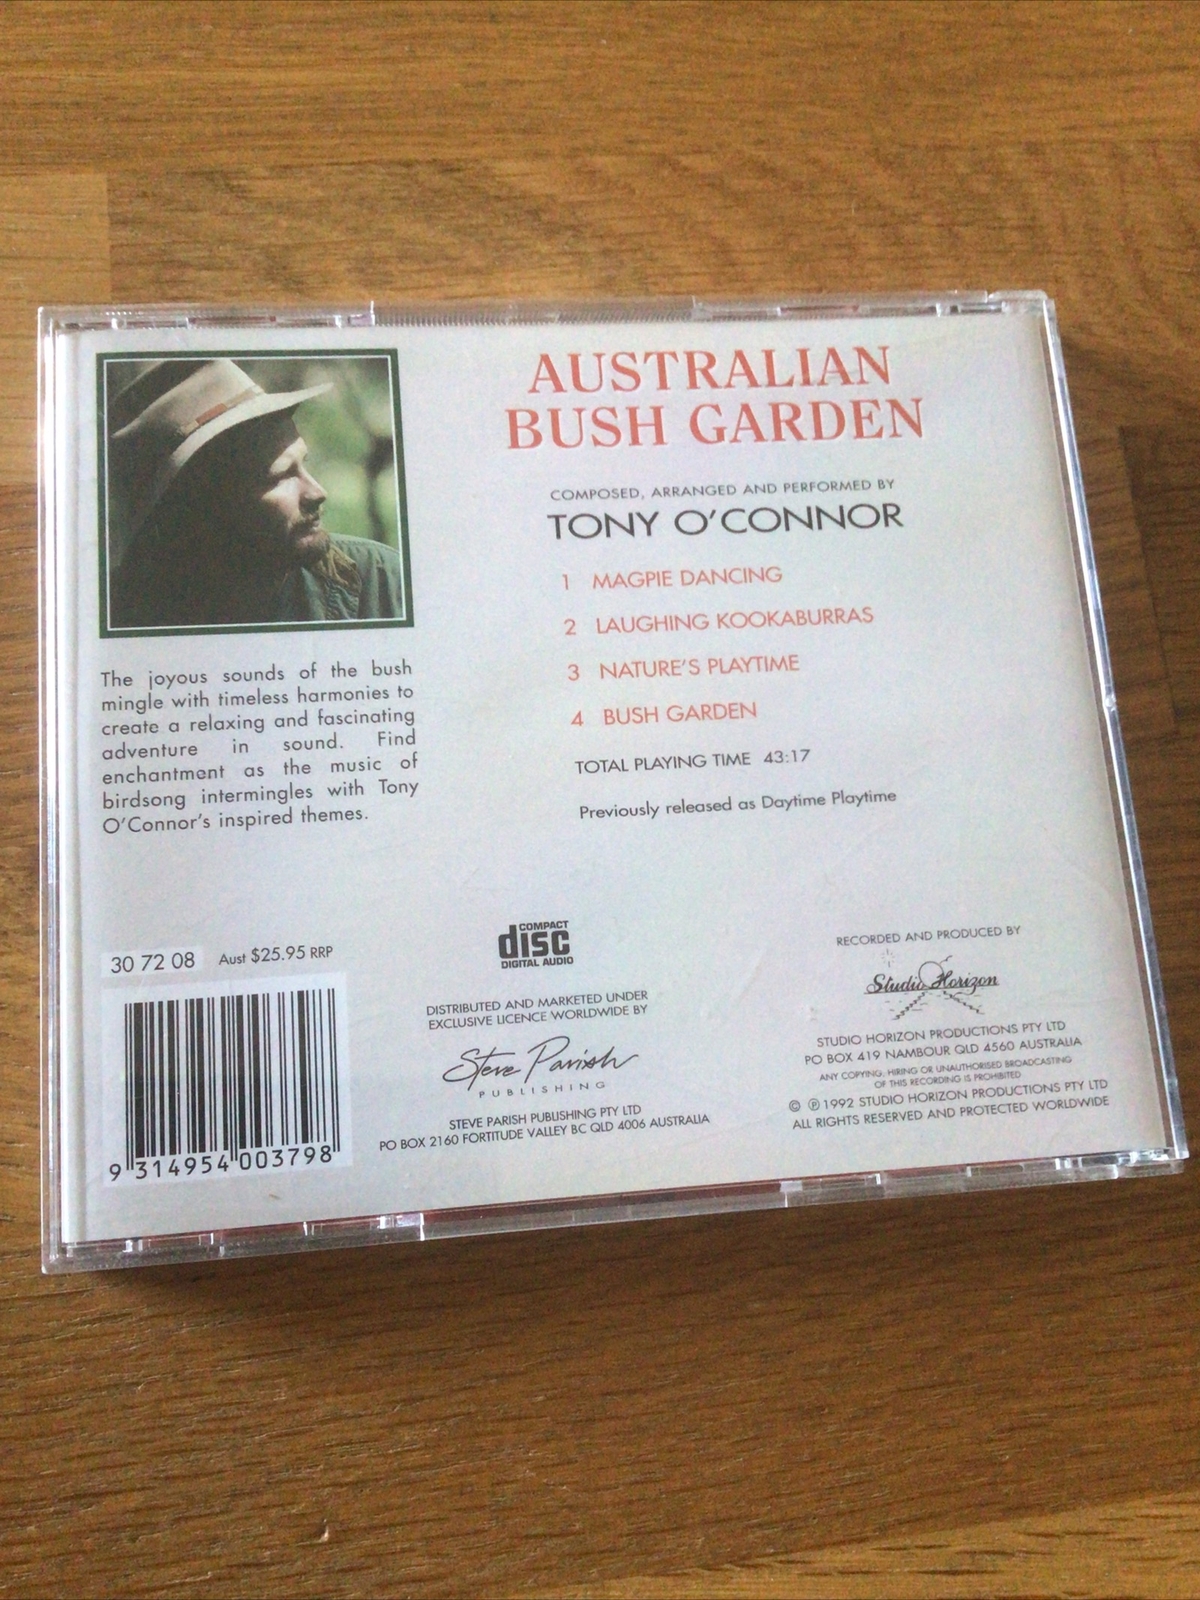 AUSTRALIAN
BUSH GARDEN
COMPOSED, ARRANGED AND PERFORMED BY
TONY O'CONNOR
1 MAGPIE DANCING
2 LAUGHING KOOKABURRAS
3 NATURE'S PLAYTIME
4 BUSH GARDEN
TOTAL PLAYING TIME 43:17
Previously released as Daytime Playtime
The joyous sounds of the bush
mingle with timeless harmonies to
create a relaxing and fascinating
adventure in sound. Find
enchantment as the music of
birdsong intermingles with Tony
O'Connor's inspired themes.
30 72 08 Aust $25.95 RRP
9 314954 003798
COMPACT
disc
DIGITAL AUDIO
DISTRIBUTED AND MARKETED UNDER
EXCLUSIVE LICENCE WORLDWIDE BY
Steve Parish
PUBLISHING
STEVE PARISH PUBLISHING PTY LTD
PO BOX 2160 FORTITUDE VALLEY BC QLD 4006 AUSTRALIA
RECORDED AND PRODUCED BY
Studio Horizon
STUDIO HORIZON PRODUCTIONS PTY LTD
PO BOX 419 NAMBOUR QLD 4560 AUSTRALIA
ANY COPYING, HIRING OR UNAUTHORISED BROADCASTING
OF THIS RECORDING IS PROHIBITED
© ℗ 1992 STUDIO HORIZON PRODUCTIONS PTY LTD
ALL RIGHTS RESERVED AND PROTECTED WORLDWIDE